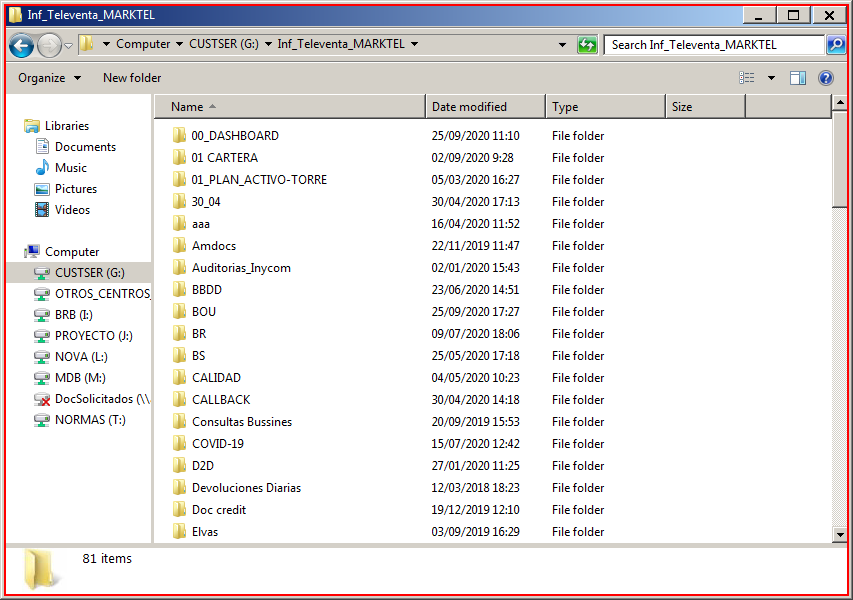 Inf_Televenta_MARKTEL
Computer CUSTSER (G:) Inf_Televenta_MARKTEL Search Inf_Televenta_MARKTEL
Organize New folder
Name Date modified Type Size
Libraries
Documents
Music
Pictures
Videos
Computer
CUSTSER (G:)
OTROS_CENTROS_
BRB (I:)
PROYECTO (J:)
NOVA (L:)
MDB (M:)
DocSolicitados (\\
NORMAS (T:)
00_DASHBOARD 25/09/2020 11:10 File folder
01 CARTERA 02/09/2020 9:28 File folder
01_PLAN_ACTIVO-TORRE 05/03/2020 16:27 File folder
30_04 30/04/2020 17:13 File folder
aaa 16/04/2020 11:52 File folder
Amdocs 22/11/2019 11:47 File folder
Auditorias_Inycom 02/01/2020 15:43 File folder
BBDD 23/06/2020 14:51 File folder
BOU 25/09/2020 17:27 File folder
BR 09/07/2020 18:06 File folder
BS 25/05/2020 17:18 File folder
CALIDAD 04/05/2020 10:23 File folder
CALLBACK 30/04/2020 14:18 File folder
Consultas Bussines 20/09/2019 15:53 File folder
COVID-19 15/07/2020 12:42 File folder
D2D 27/01/2020 11:25 File folder
Devoluciones Diarias 12/03/2018 18:23 File folder
Doc credit 19/12/2019 12:10 File folder
Elvas 03/09/2019 16:29 File folder
81 items